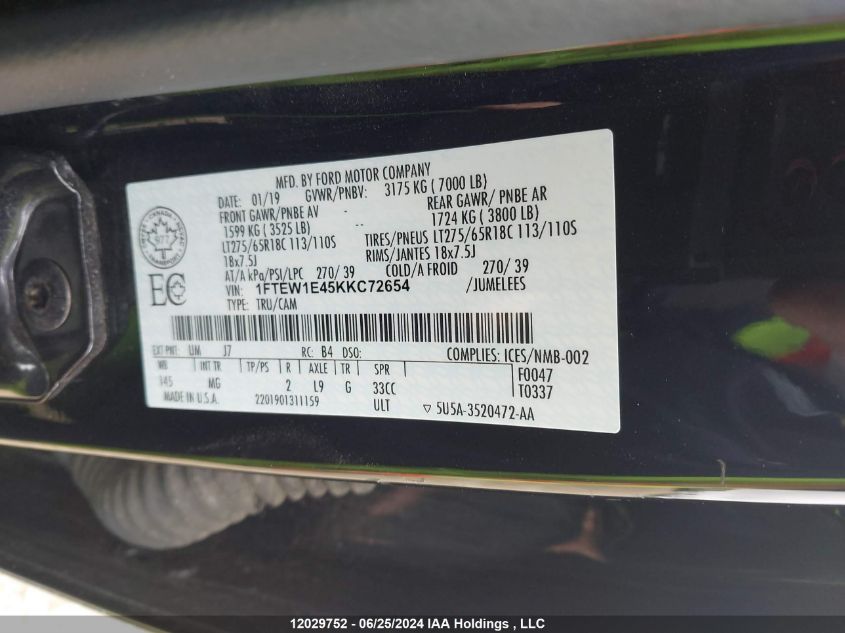 MFD. BY FORD MOTOR COMPANY
DATE: 01/19 GVWR/PNBV: 3175 KG ( 7000 LB)
FRONT GAWR/PNBE AV REAR GAWR/ PNBE AR
1599 KG ( 3525 LB) 1724 KG ( 3800 LB)
LT275/65R18C 113/110S TIRES/PNEUS LT275/65R18C 113/110S
18x7.5J RIMS/JANTES 18x7.5J
AT/A kPa/PSI/LPC 270/ 39 COLD/A FROID 270/ 39
VIN: 1FTEW1E45KKC72654 /JUMELEES
TYPE: TRU/CAM
EC
EXT PNT: UM J7 RC: B4 DSO: COMPLIES: ICES/NMB-002
WB INT TR TP/PS R AXLE TR SPR F0047
145 MG 2 L9 G 33CC T0337
MADE IN U.S.A. 2201901311159 ULT ▽ 5U5A-3520472-AA
12029752 - 06/25/2024 IAA Holdings , LLC